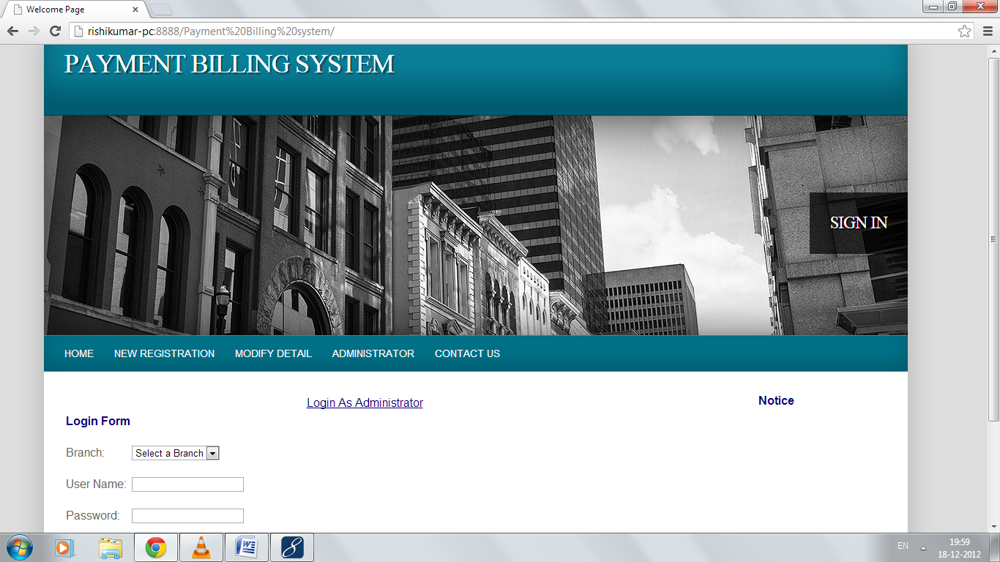 Welcome Page
rishikumar-pc:8888/Payment%20Billing%20system/
PAYMENT BILLING SYSTEM
SIGN IN
HOME NEW REGISTRATION MODIFY DETAIL ADMINISTRATOR CONTACT US
Login As Administrator
Notice
Login Form
Branch: Select a Branch
User Name:
Password:
EN
19:59
18-12-2012